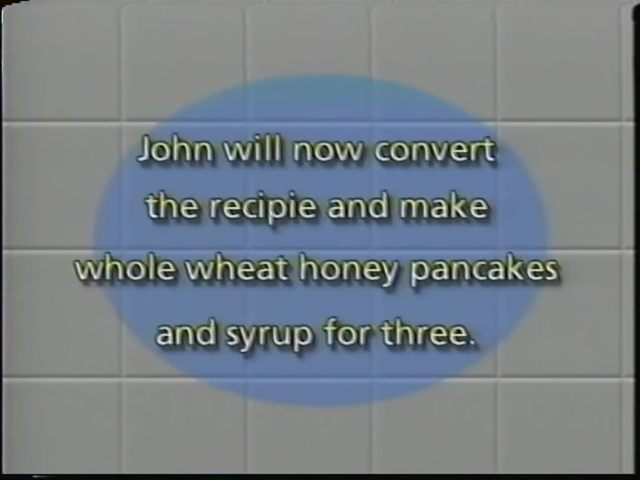 John will now convert
the recipie and make
whole wheat honey pancakes
and syrup for three.